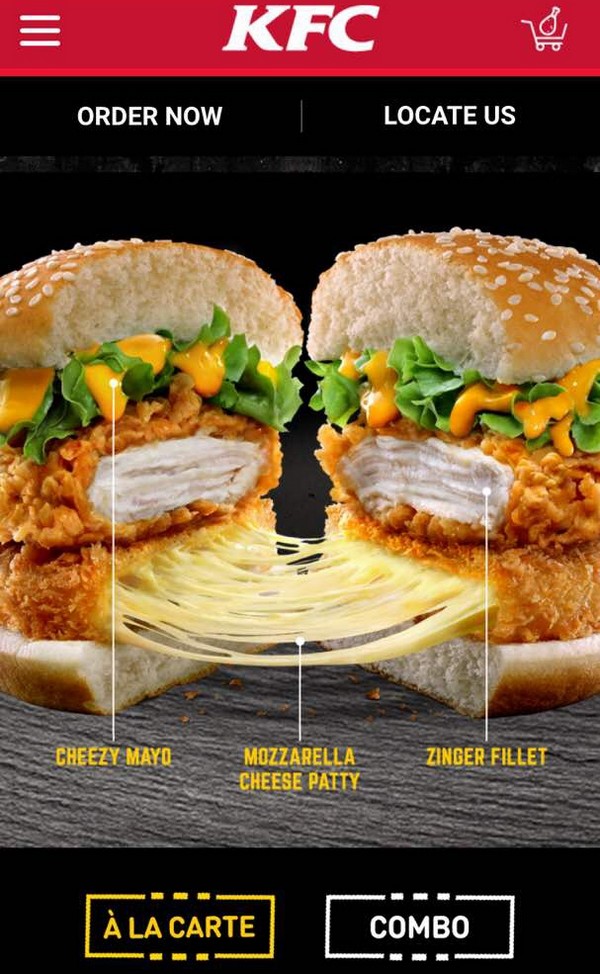 KFC
ORDER NOW
LOCATE US
CHEEZY MAYO
MOZZARELLA
CHEESE PATTY
ZINGER FILLET
À LA CARTE
COMBO